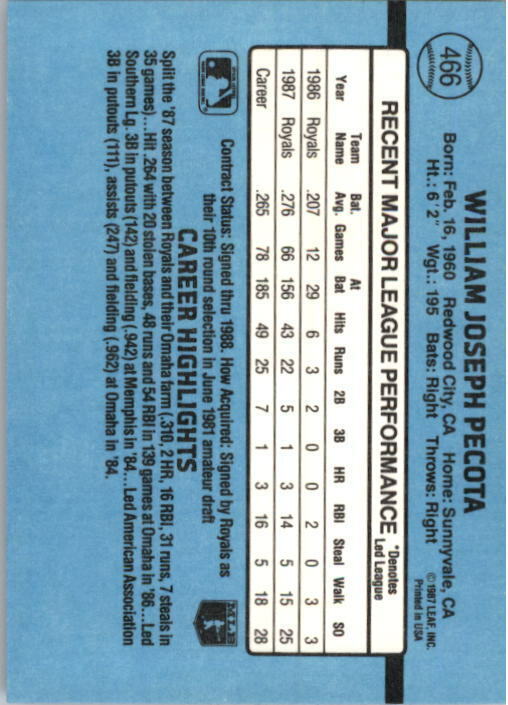 466
WILLIAM JOSEPH PECOTA
Born: Feb. 16, 1960 Redwood City, CA Home: Sunnyvale, CA
Ht.: 6'2" Wgt.: 195 Bats: Right Throws: Right
© 1987 LEAF, INC.
Printed in USA
RECENT MAJOR LEAGUE PERFORMANCE *Denotes Led League
Year Team Name Bat. Avg. Games At Bat Hits Runs 2B 3B HR RBI Steal Walk SO
1986 Royals .207 12 29 6 3 2 0 0 2 0 3 3
1987 Royals .276 66 156 43 22 5 1 3 14 5 15 25
Career .265 78 185 49 25 7 1 3 16 5 18 28
Contract Status: Signed thru 1988. How Acquired: Signed by Royals as
their 10th round selection in June 1981 amateur draft
MLB
CAREER HIGHLIGHTS
Split the '87 season between Royals and their Omaha farm (.310, 2 HR, 16 RBI, 31 runs, 7 steals in
35 games)...Hit .264 with 20 stolen bases, 48 runs and 54 RBI in 139 games at Omaha in '86...Led
Southern Lg. 3B in putouts (142) and fielding (.942) at Memphis in '84...Led American Association
3B in putouts (111), assists (247) and fielding (.962) at Omaha in '84.